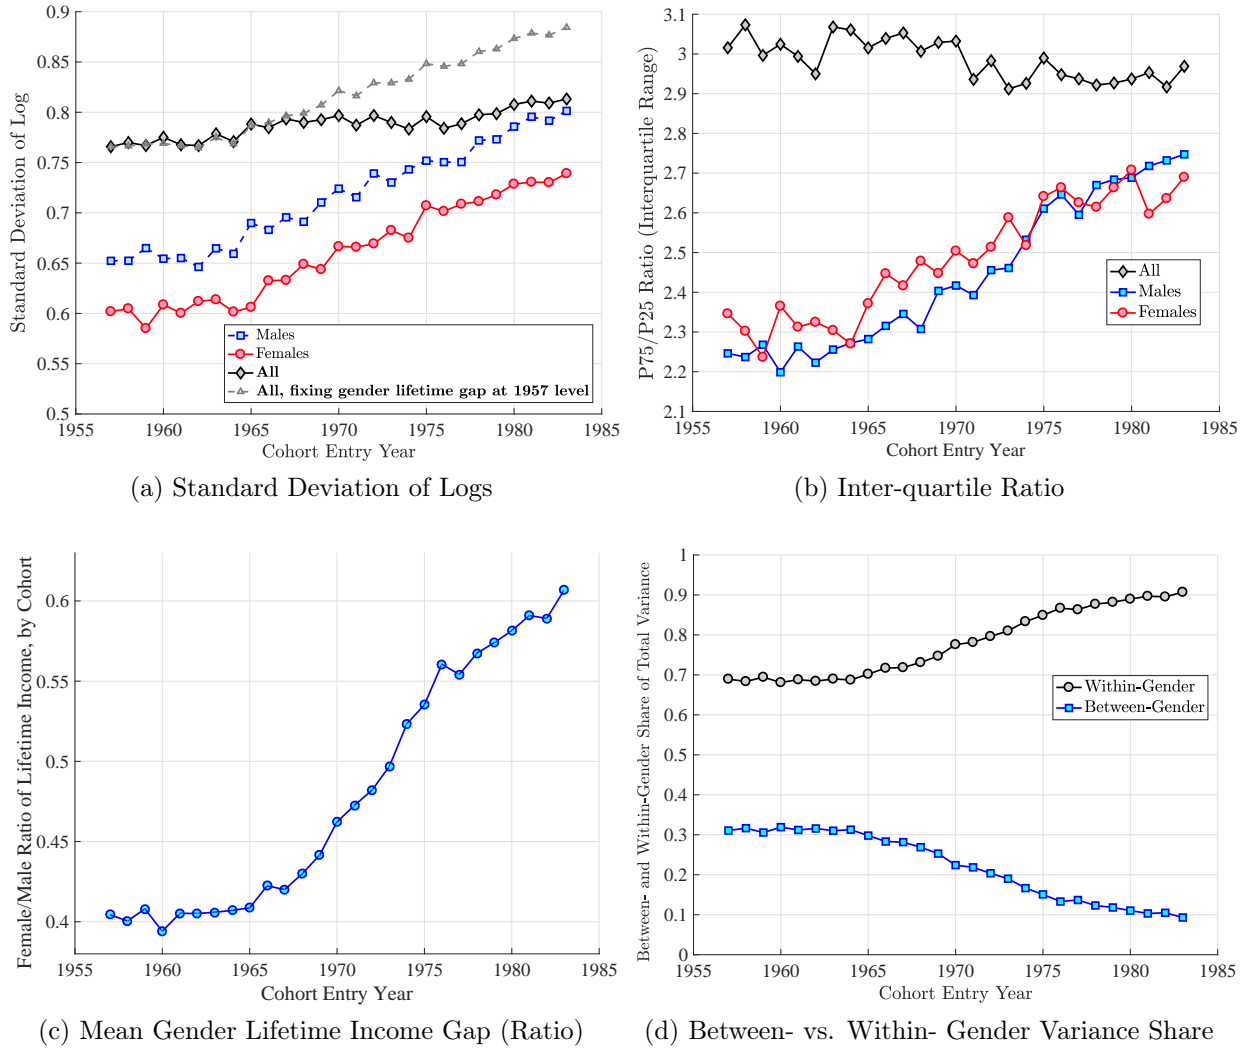 0.9
0.85
0.8
0.75
0.7
0.65
0.6
0.55
0.5
Standard Deviation of Log
Males
Females
All
All, fixing gender lifetime gap at 1957 level
1955 1960 1965 1970 1975 1980 1985
Cohort Entry Year
(a) Standard Deviation of Logs
3.1
3
2.9
2.8
2.7
2.6
2.5
2.4
2.3
2.2
2.1
P75/P25 Ratio (Interquartile Range)
All
Males
Females
1955 1960 1965 1970 1975 1980 1985
Cohort Entry Year
(b) Inter-quartile Ratio
0.6
0.55
0.5
0.45
0.4
Female/Male Ratio of Lifetime Income, by Cohort
1955 1960 1965 1970 1975 1980 1985
Cohort Entry Year
(c) Mean Gender Lifetime Income Gap (Ratio)
1
0.9
0.8
0.7
0.6
0.5
0.4
0.3
0.2
0.1
0
Between- and Within-Gender Share of Total Variance
Within-Gender
Between-Gender
1955 1960 1965 1970 1975 1980 1985
Cohort Entry Year
(d) Between- vs. Within- Gender Variance Share